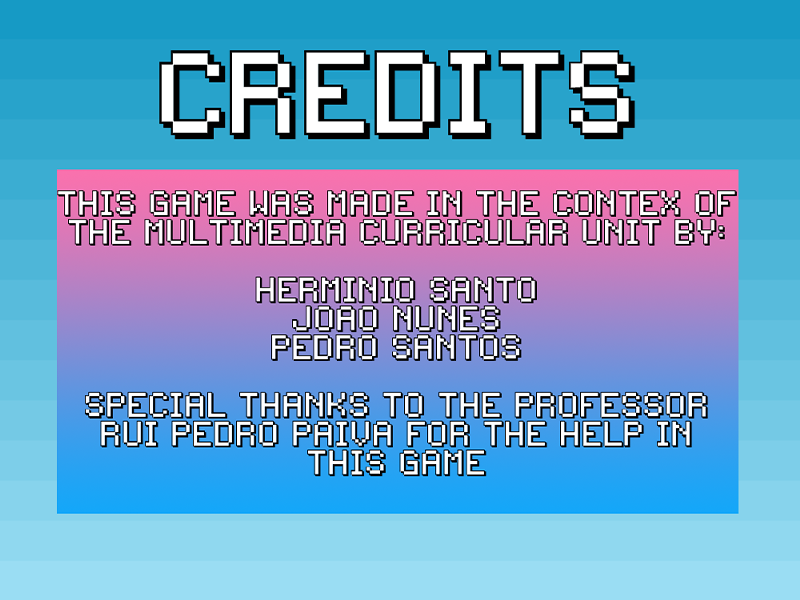 CREDITS
THIS GAME WAS MADE IN THE CONTEX OF
THE MULTIMEDIA CURRICULAR UNIT BY:
HERMINIO SANTO
JOAO NUNES
PEDRO SANTOS
SPECIAL THANKS TO THE PROFESSOR
RUI PEDRO PAIVA FOR THE HELP IN
THIS GAME